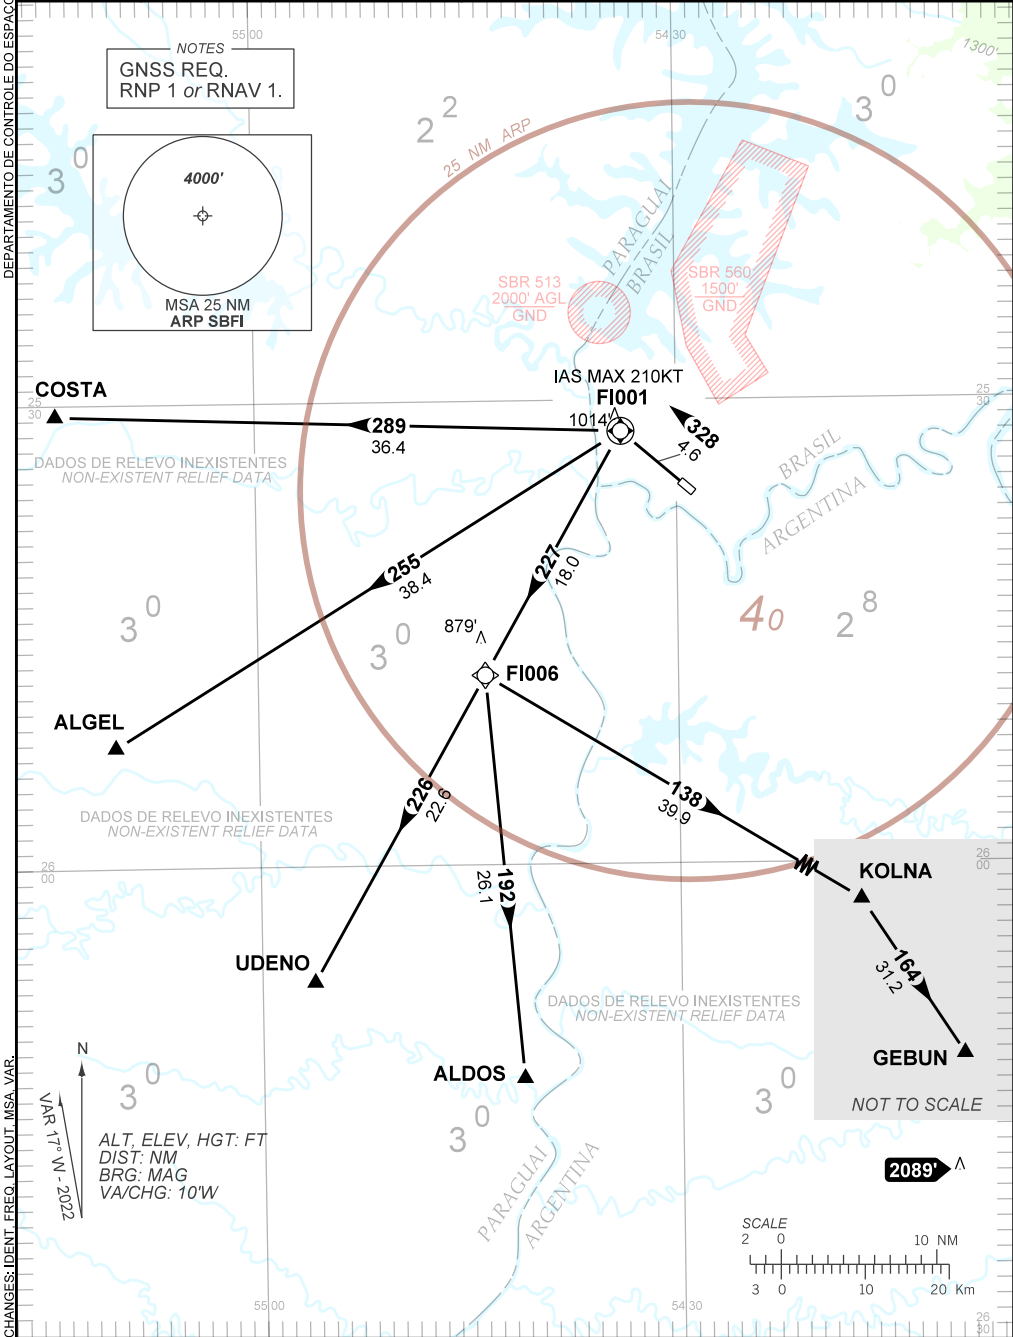 DEPARTAMENTO DE CONTROLE DO ESPAÇO
55 00
54 30
1300'
NOTES
GNSS REQ.
RNP 1 or RNAV 1.
2 2
3 0
3 0
25 NM ARP
4000'
MSA 25 NM
ARP SBFI
PARAGUAI
BRASIL
SBR 513
2000' AGL
GND
SBR 560
1500'
GND
IAS MAX 210KT
FI001
1014'
COSTA
25
30
25
30
289
36.4
328
4.6
DADOS DE RELEVO INEXISTENTES
NON-EXISTENT RELIEF DATA
BRASIL
ARGENTINA
255
38.4
227
18.0
3 0
3 0
40
2 8
879'
FI006
ALGEL
226
22.6
138
39.9
DADOS DE RELEVO INEXISTENTES
NON-EXISTENT RELIEF DATA
26
00
26
00
192
26.1
KOLNA
UDENO
164
31.2
DADOS DE RELEVO INEXISTENTES
NON-EXISTENT RELIEF DATA
GEBUN
ALDOS
NOT TO SCALE
N
VAR 17° W - 2022
3 0
3 0
3 0
ALT, ELEV, HGT: FT
DIST: NM
BRG: MAG
VA/CHG: 10'W
PARAGUAI
ARGENTINA
2089'
SCALE
2 0 10 NM
3 0 10 20 Km
55 00
54 30
26
30
CHANGES: IDENT, FREQ, LAYOUT, MSA, VAR.